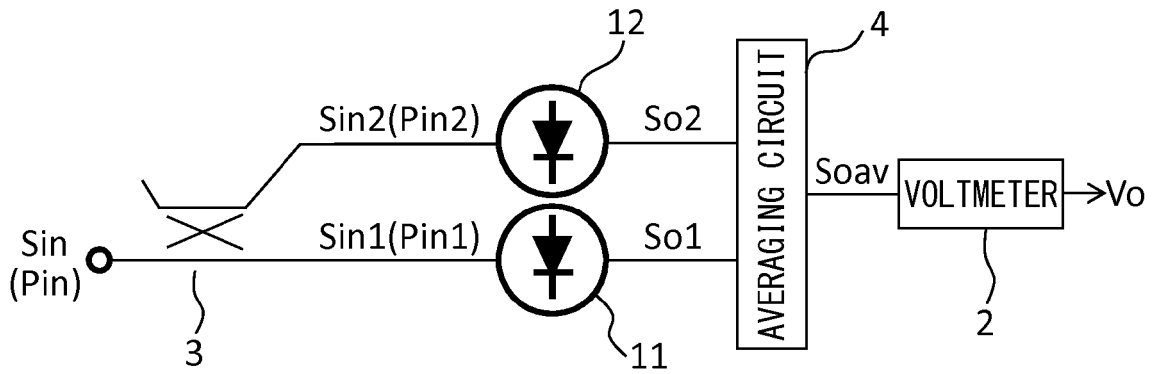 12
4
Sin2(Pin2)
So2
AVERAGING CIRCUIT
Soav
VOLTMETER
Vo
Sin
(Pin)
Sin1(Pin1)
So1
3
11
2